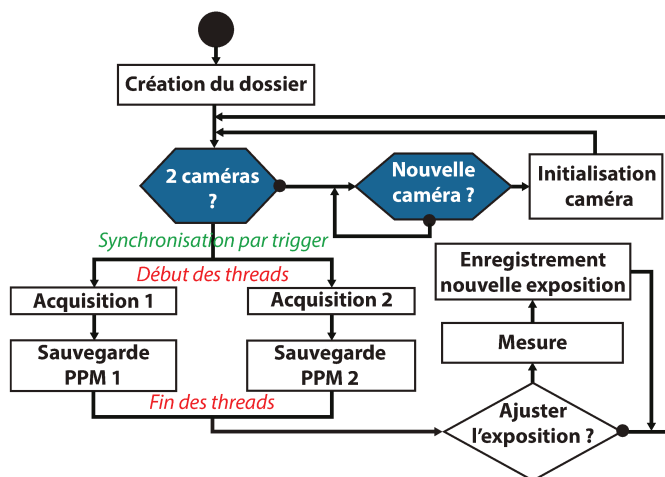 Création du dossier
2 caméras
?
Nouvelle
caméra ?
Initialisation
caméra
Synchronisation par trigger
Début des threads
Acquisition 1
Acquisition 2
Sauvegarde
PPM 1
Sauvegarde
PPM 2
Fin des threads
Enregistrement
nouvelle exposition
Mesure
Ajuster
l'exposition ?